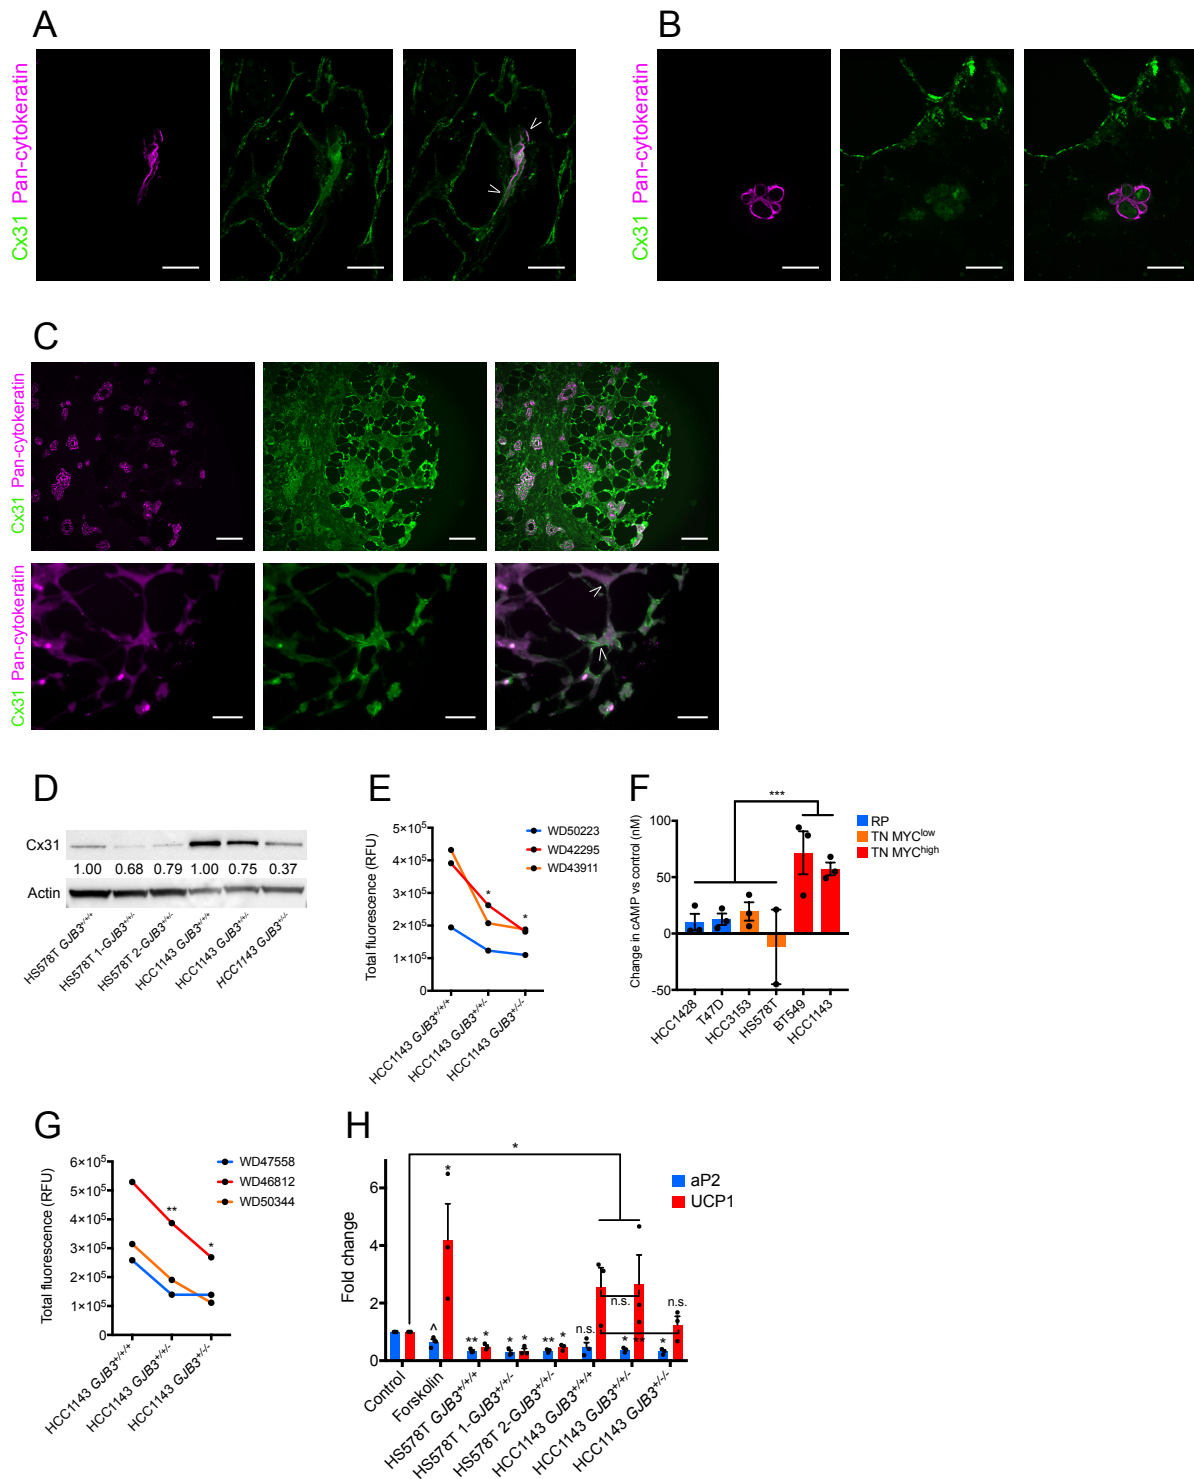 A
B
Cx31 Pan-cytokeratin
Cx31 Pan-cytokeratin
C
Cx31 Pan-cytokeratin
Cx31 Pan-cytokeratin
D
Cx31
1.00 0.68 0.79 1.00 0.75 0.37
Actin
HS578T GJB3+/+/+
HS578T 1-GJB3+/+/-
HS578T 2-GJB3+/+/-
HCC1143 GJB3+/+/+
HCC1143 GJB3+/+/-
HCC1143 GJB3+/-/-
E
Total fluorescence (RFU)
5×10⁵
4×10⁵
3×10⁵
2×10⁵
1×10⁵
0
*
*
WD50223
WD42295
WD43911
HCC1143 GJB3+/+/+
HCC1143 GJB3+/+/-
HCC1143 GJB3+/-/-
F
Change in cAMP vs control (nM)
100
50
0
-50
***
RP
TN MYClow
TN MYChigh
HCC1428
T47D
HCC3153
HS578T
BT549
HCC1143
G
Total fluorescence (RFU)
6×10⁵
5×10⁵
4×10⁵
3×10⁵
2×10⁵
1×10⁵
0
**
*
WD47558
WD46812
WD50344
HCC1143 GJB3+/+/+
HCC1143 GJB3+/+/-
HCC1143 GJB3+/-/-
H
Fold change
6
4
2
0
*
*
^
** *
* *
** *
n.s.
n.s.
* **
* n.s.
aP2
UCP1
Control
Forskolin
HS578T GJB3+/+/+
HS578T 1-GJB3+/+/-
HS578T 2-GJB3+/+/-
HCC1143 GJB3+/+/+
HCC1143 GJB3+/+/-
HCC1143 GJB3+/-/-